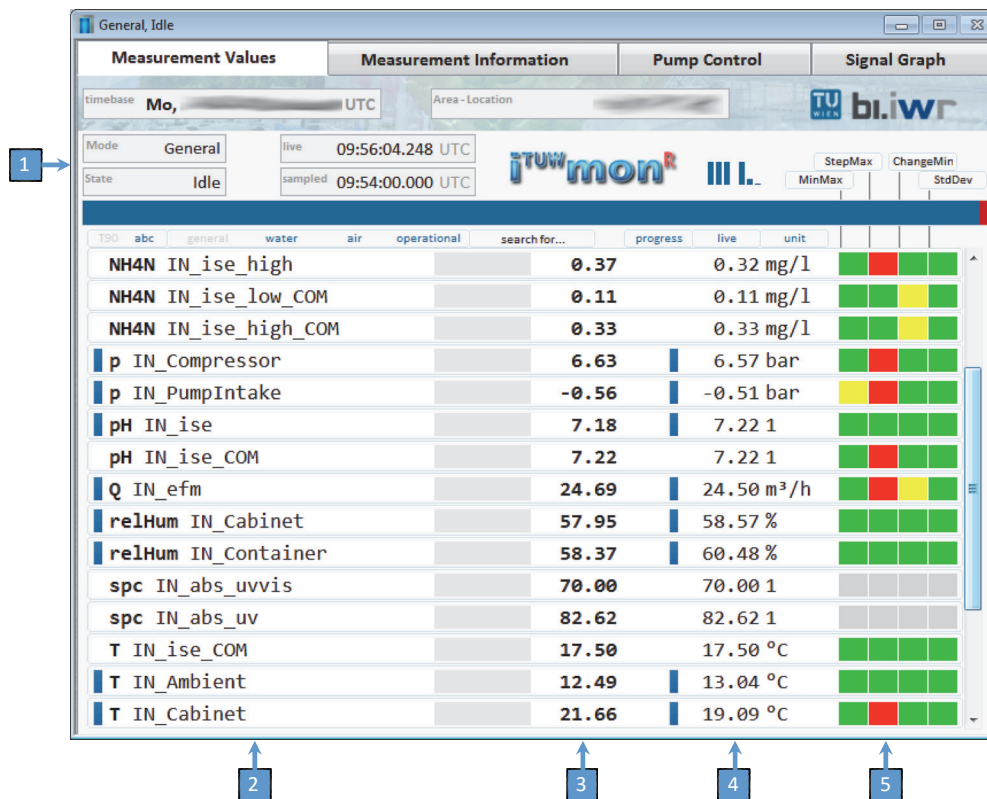 General, Idle
Measurement Values Measurement Information Pump Control Signal Graph
timebase Mo, UTC Area-Location TU WIEN bi.iwr
Mode General live 09:56:04.248 UTC
State Idle sampled 09:54:00.000 UTC
iTUWmonR
StepMax ChangeMin
MinMax StdDev
T90 abc general water air operational search for... progress live unit
NH4N IN_ise_high 0.37 0.32 mg/l
NH4N IN_ise_low_COM 0.11 0.11 mg/l
NH4N IN_ise_high_COM 0.33 0.33 mg/l
p IN_Compressor 6.63 6.57 bar
p IN_PumpIntake -0.56 -0.51 bar
pH IN_ise 7.18 7.22 1
pH IN_ise_COM 7.22 7.22 1
Q IN_efm 24.69 24.50 m³/h
relHum IN_Cabinet 57.95 58.57 %
relHum IN_Container 58.37 60.48 %
spc IN_abs_uvvis 70.00 70.00 1
spc IN_abs_uv 82.62 82.62 1
T IN_ise_COM 17.50 17.50 °C
T IN_Ambient 12.49 13.04 °C
T IN_Cabinet 21.66 19.09 °C
1
2 3 4 5